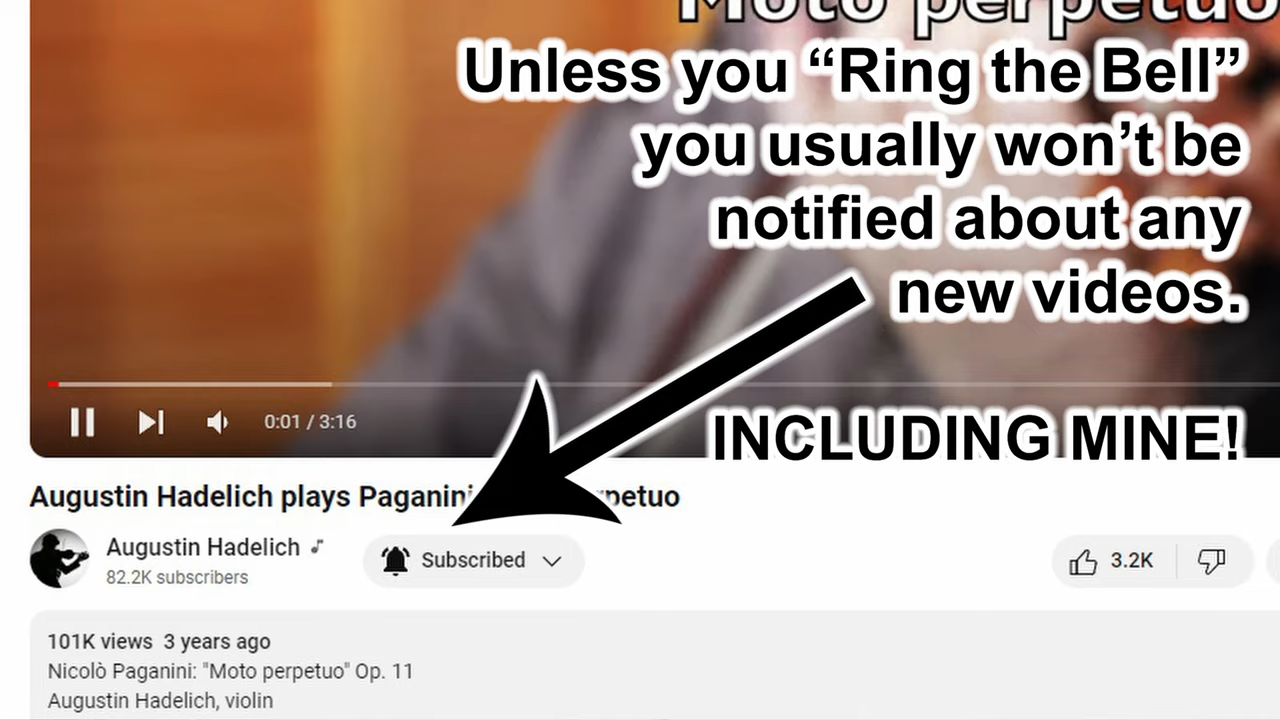 Moto perpetuo
Unless you “Ring the Bell”
you usually won’t be
notified about any
new videos.
0:01 / 3:16
INCLUDING MINE!
Augustin Hadelich plays Paganini petuo
Augustin Hadelich
82.2K subscribers
Subscribed
3.2K
101K views 3 years ago
Nicolò Paganini: "Moto perpetuo" Op. 11
Augustin Hadelich, violin